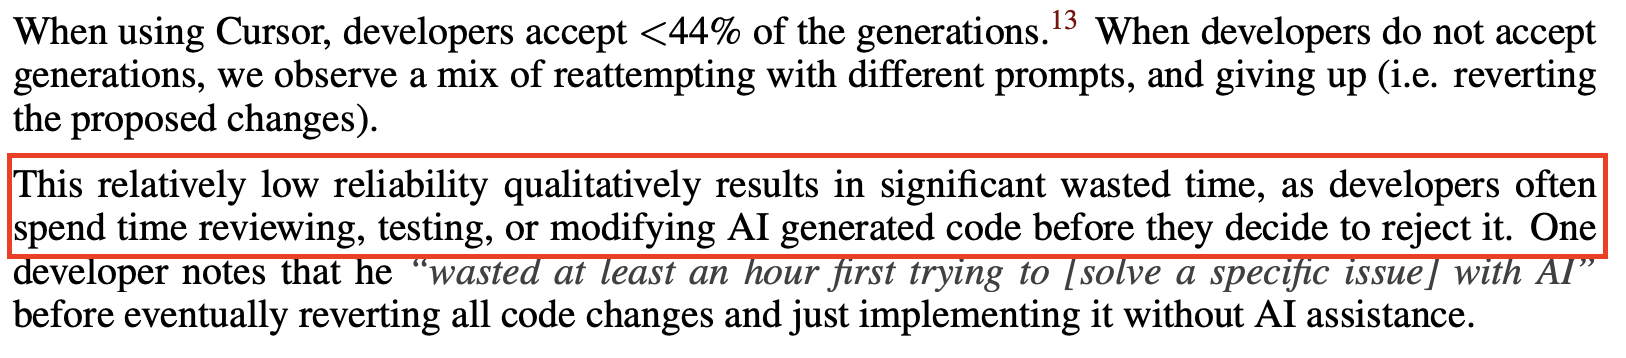 When using Cursor, developers accept <44% of the generations.13 When developers do not accept
generations, we observe a mix of reattempting with different prompts, and giving up (i.e. reverting
the proposed changes).
This relatively low reliability qualitatively results in significant wasted time, as developers often
spend time reviewing, testing, or modifying AI generated code before they decide to reject it. One
developer notes that he “wasted at least an hour first trying to [solve a specific issue] with AI”
before eventually reverting all code changes and just implementing it without AI assistance.